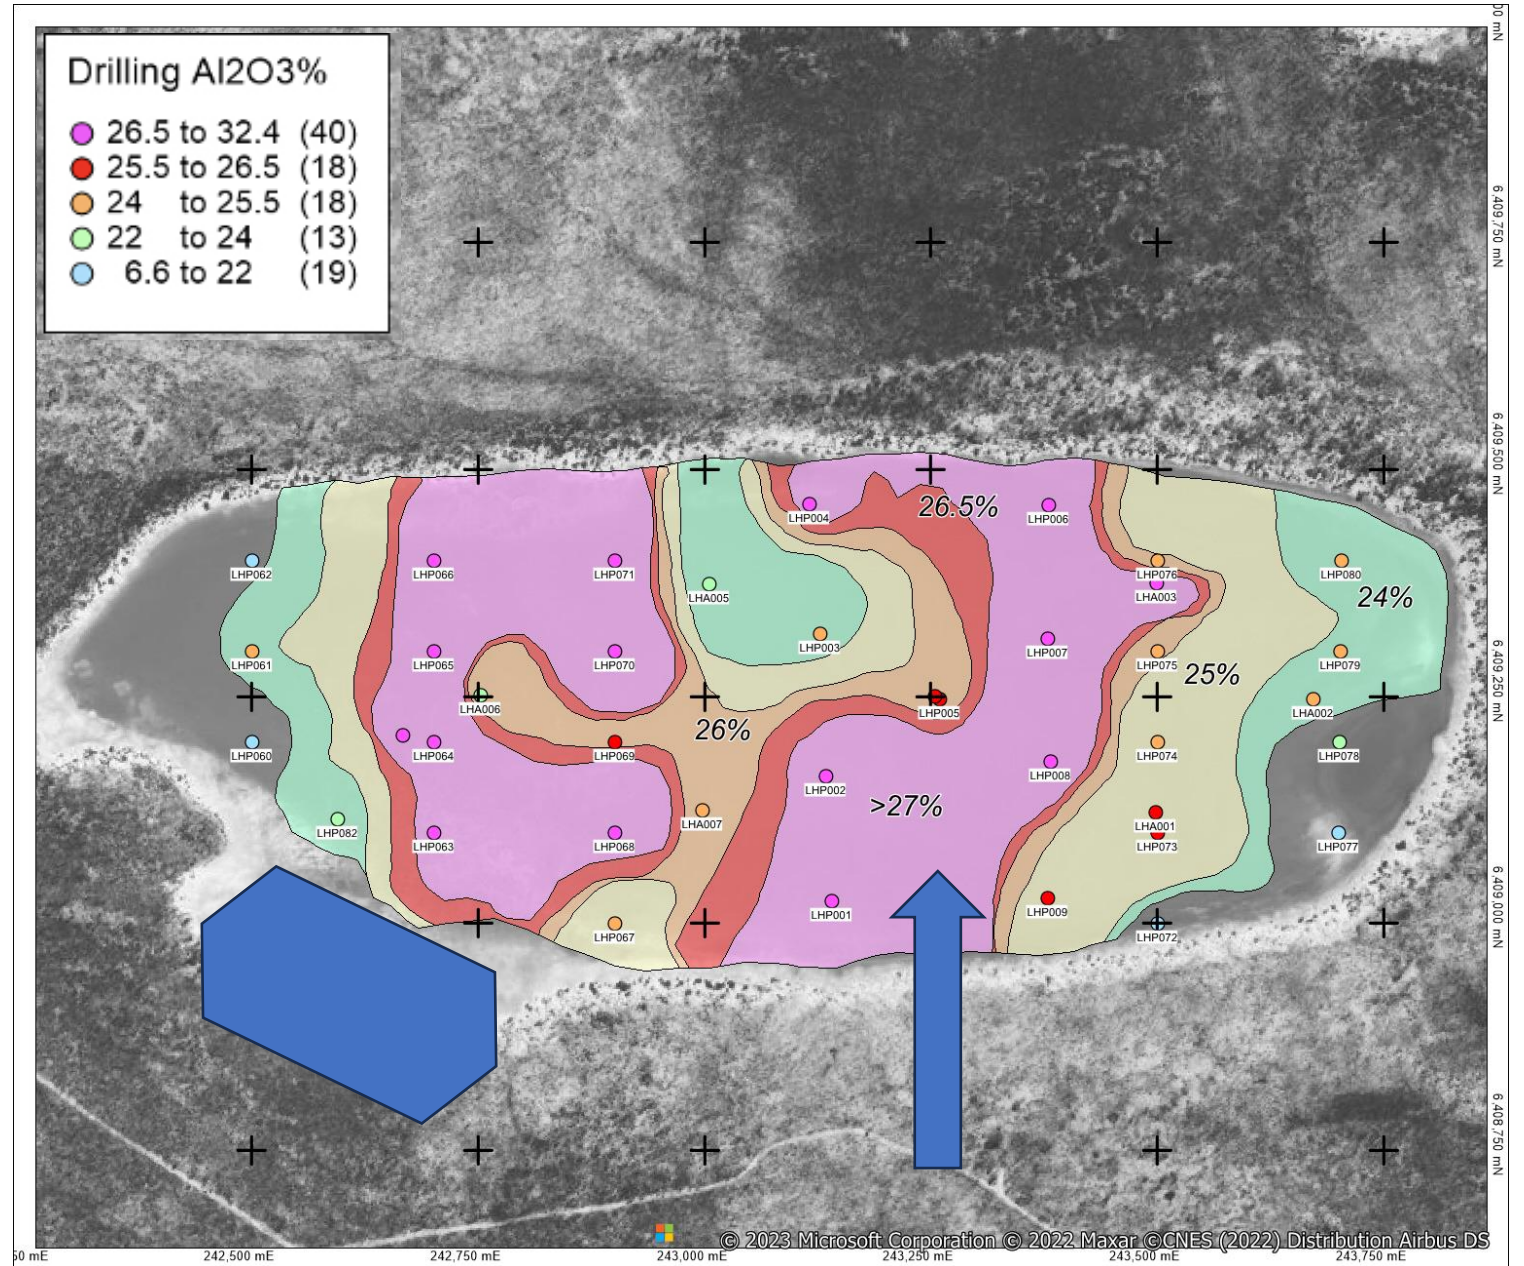 Drilling Al2O3%
26.5 to 32.4 (40)
25.5 to 26.5 (18)
24 to 25.5 (18)
22 to 24 (13)
6.6 to 22 (19)
00 mN
6,409,750 mN
6,409,500 mN
6,409,250 mN
6,409,000 mN
6,408,750 mN
26.5%
LHP004
LHP006
LHP062
LHP066
LHP071
LHP076
LHP080
LHA005
LHA003
24%
LHP003
LHP007
LHP061
LHP065
LHP070
LHP075
LHP079
25%
LHA006
LHP005
LHA002
26%
LHP060
LHP064
LHP069
LHP074
LHP078
LHP002
LHP008
>27%
LHP082
LHA007
LHA001
LHP063
LHP068
LHP073
LHP077
LHP001
LHP009
LHP067
LHP072
© 2023 Microsoft Corporation © 2022 Maxar ©CNES (2022) Distribution Airbus DS
50 mE 242,500 mE 242,750 mE 243,000 mE 243,250 mE 243,500 mE 243,750 mE